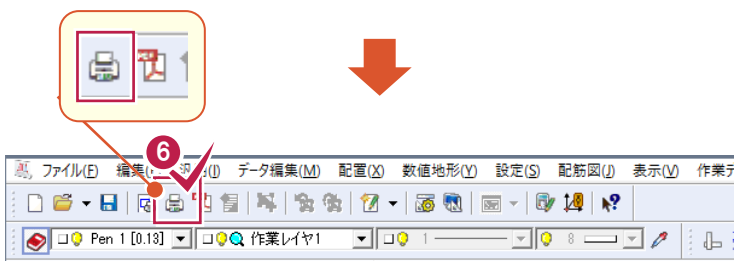 6
ファイル(F) 編集( (I) データ編集(M) 配置(X) 数値地形(Y) 設定(S) 配筋図(J) 表示(V) 作業デ
Pen 1 [0.13] 作業レイヤ1 1 8